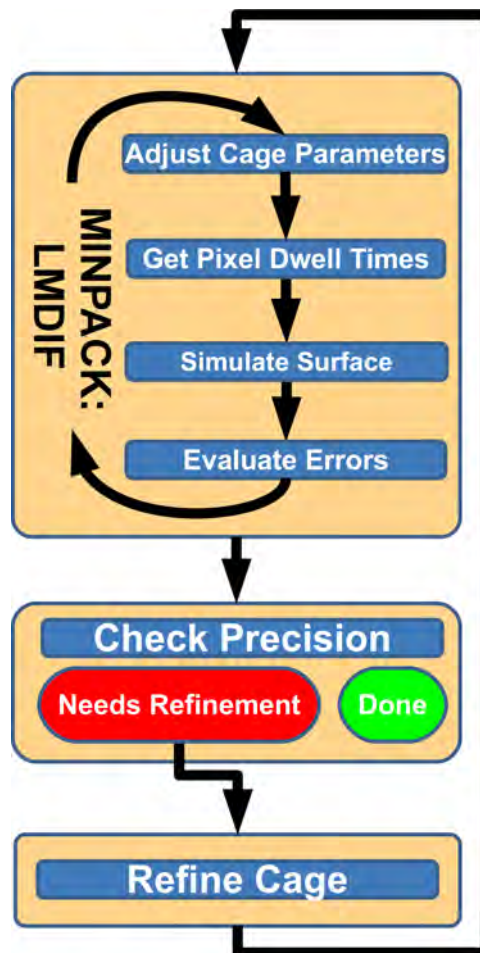 Adjust Cage Parameters
MINPACK:
LMDIF
Get Pixel Dwell Times
Simulate Surface
Evaluate Errors
Check Precision
Needs Refinement
Done
Refine Cage